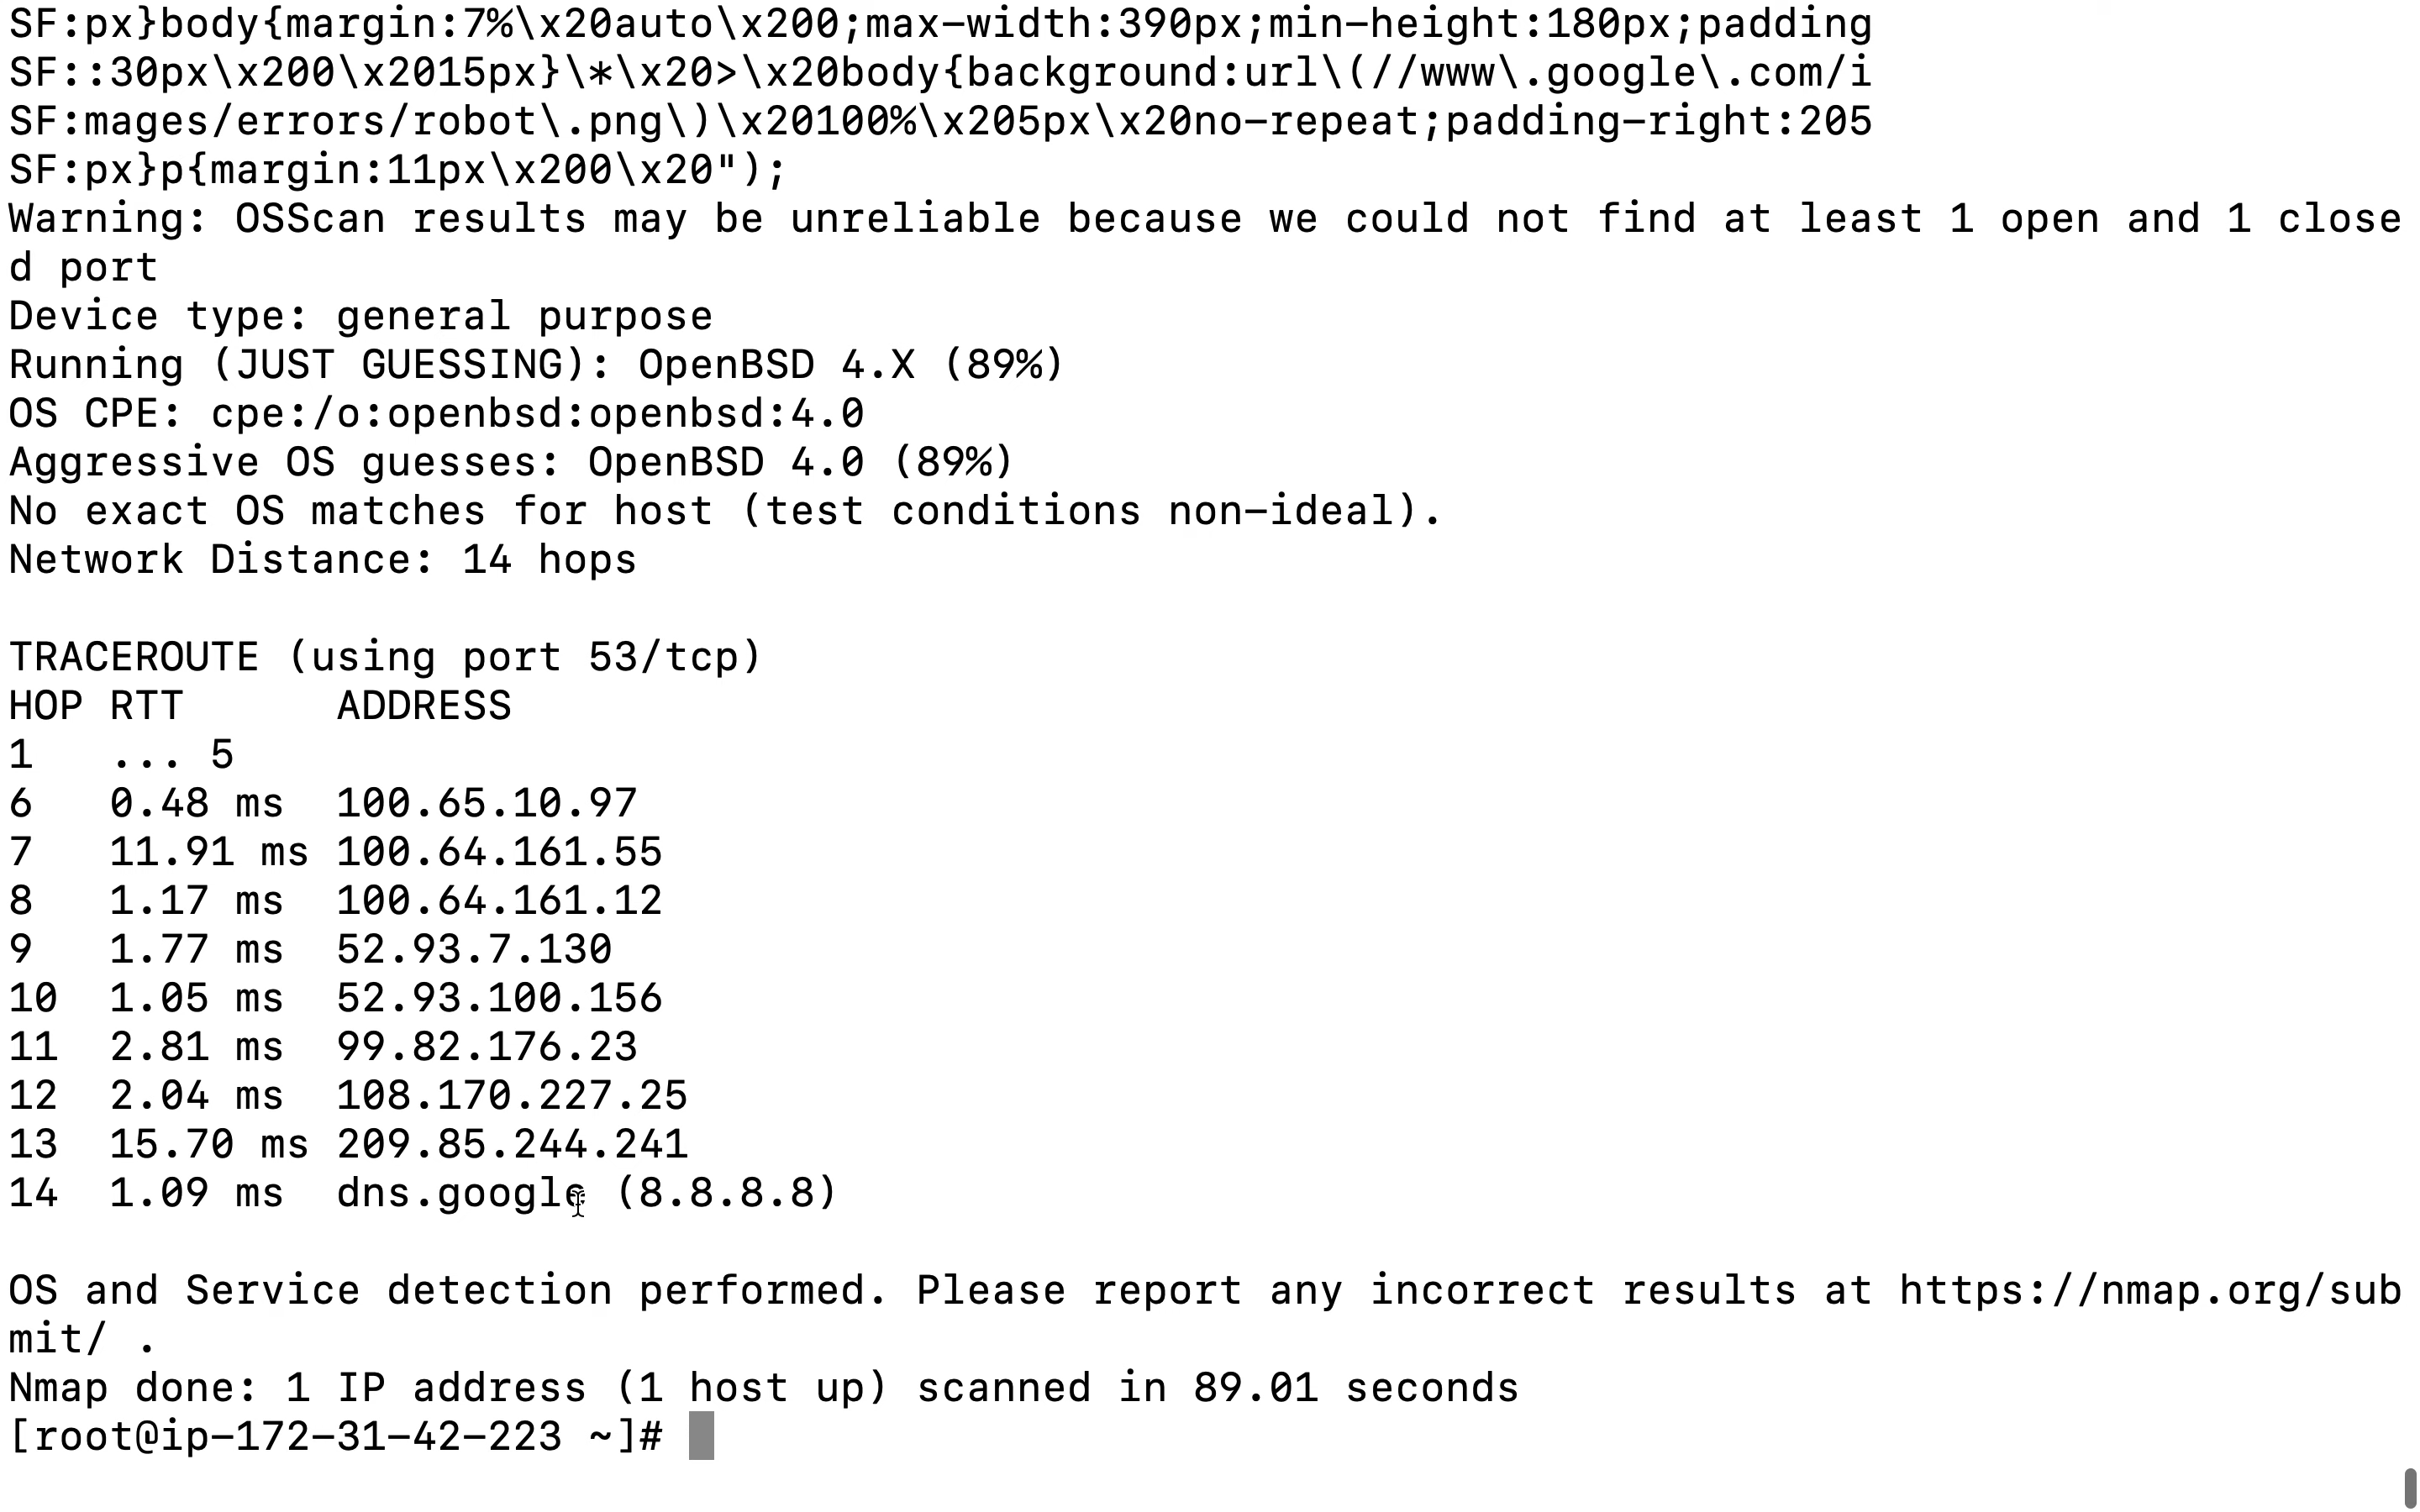 SF:px}body{margin:7%\x20auto\x200;max-width:390px;min-height:180px;padding
SF::30px\x200\x2015px}\*\x20>\x20body{background:url\(//www\.google\.com/i
SF:mages/errors/robot\.png\)\x20100%\x205px\x20no-repeat;padding-right:205
SF:px}p{margin:11px\x200\x20");
Warning: OSScan results may be unreliable because we could not find at least 1 open and 1 close
d port
Device type: general purpose
Running (JUST GUESSING): OpenBSD 4.X (89%)
OS CPE: cpe:/o:openbsd:openbsd:4.0
Aggressive OS guesses: OpenBSD 4.0 (89%)
No exact OS matches for host (test conditions non-ideal).
Network Distance: 14 hops
TRACEROUTE (using port 53/tcp)
HOP RTT      ADDRESS
1   ... 5
6   0.48 ms  100.65.10.97
7   11.91 ms 100.64.161.55
8   1.17 ms  100.64.161.12
9   1.77 ms  52.93.7.130
10  1.05 ms  52.93.100.156
11  2.81 ms  99.82.176.23
12  2.04 ms  108.170.227.25
13  15.70 ms 209.85.244.241
14  1.09 ms  dns.google (8.8.8.8)
OS and Service detection performed. Please report any incorrect results at https://nmap.org/sub
mit/ .
Nmap done: 1 IP address (1 host up) scanned in 89.01 seconds
[root@ip-172-31-42-223 ~]#